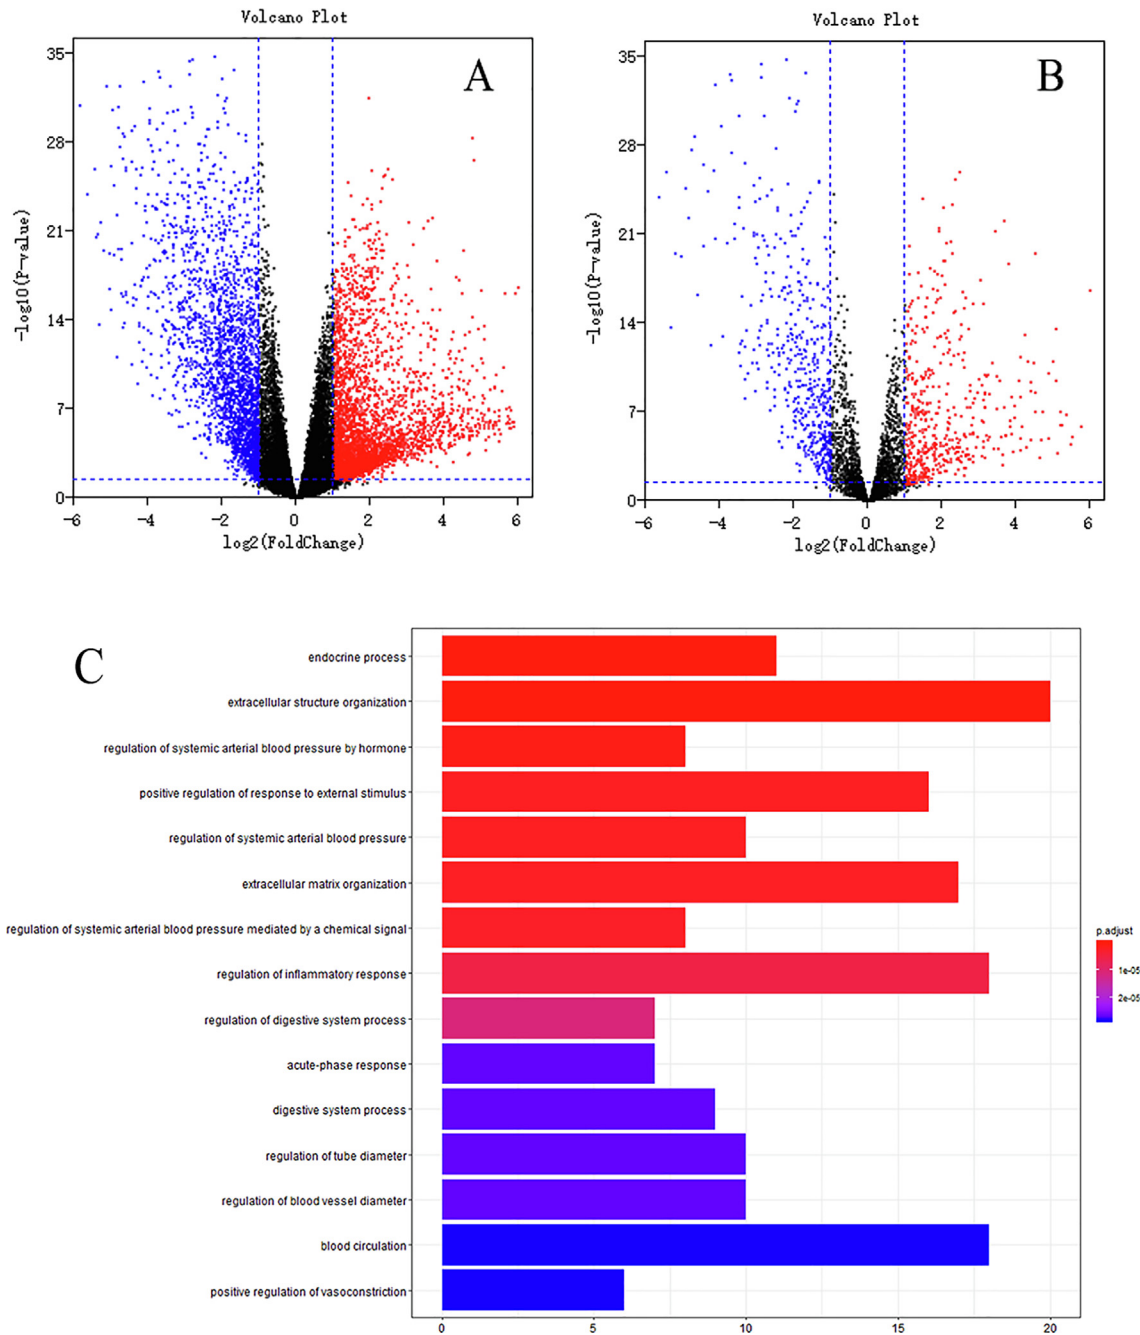 Volcano Plot
A
35
28
21
14
7
0
-log10(P-value)
-6
-4
-2
0
2
4
6
log2(FoldChange)
Volcano Plot
B
35
28
21
14
7
0
-log10(P-value)
-6
-4
-2
0
2
4
6
log2(FoldChange)
C
endocrine process
extracellular structure organization
regulation of systemic arterial blood pressure by hormone
positive regulation of response to external stimulus
regulation of systemic arterial blood pressure
extracellular matrix organization
regulation of systemic arterial blood pressure mediated by a chemical signal
regulation of inflammatory response
regulation of digestive system process
acute-phase response
digestive system process
regulation of tube diameter
regulation of blood vessel diameter
blood circulation
positive regulation of vasoconstriction
0
5
10
15
20
p.adjust
1e-05
2e-05